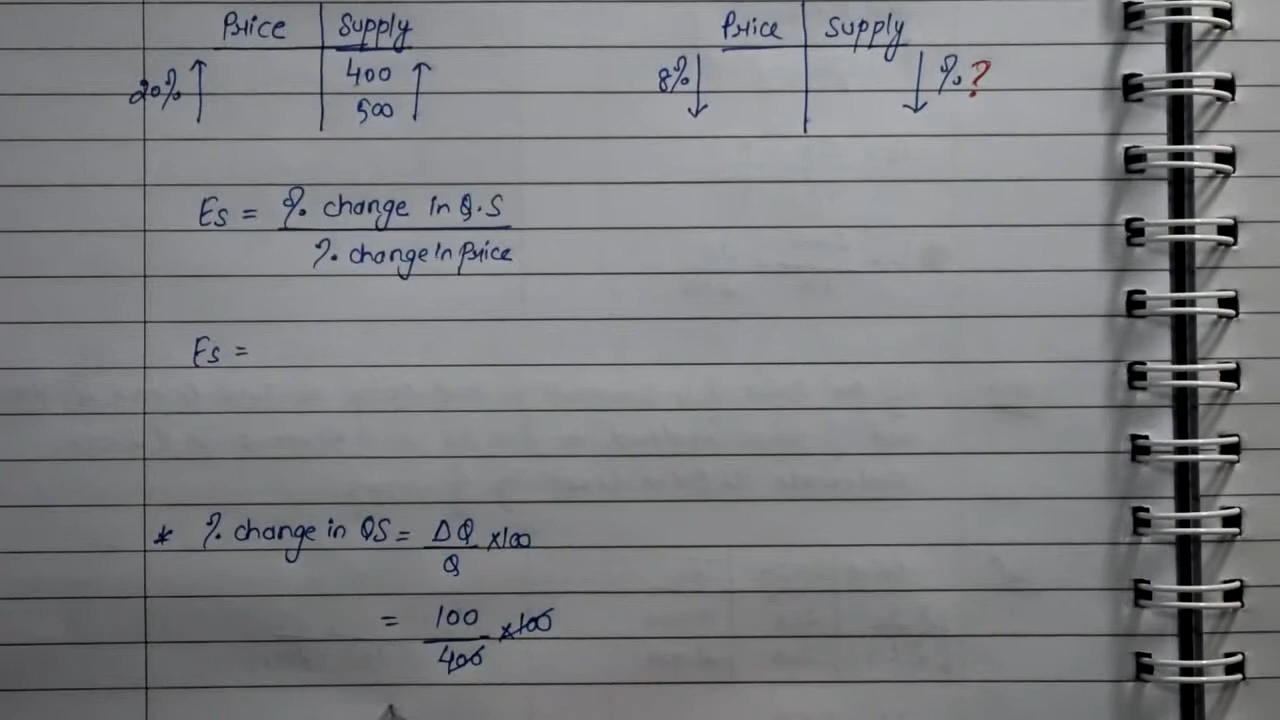 Price Supply
20% ↑ 400 ↑
500
Price Supply
8% ↓ ↓ %?
Es = % change in Q.S
% change in price
Es =
* % change in QS = ΔQ ×100
Q
= 100 ×100
400